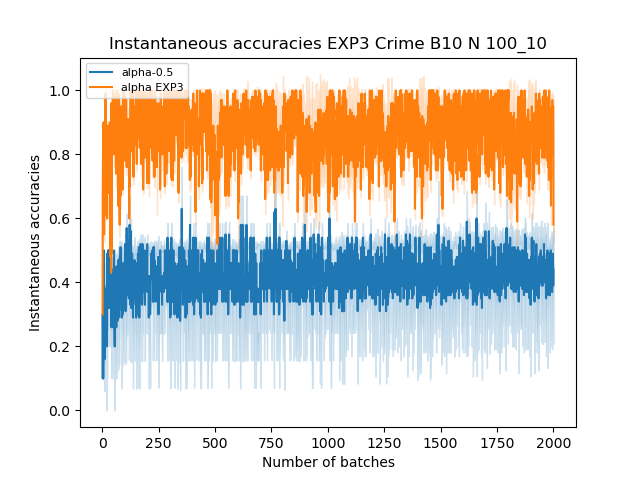 Instantaneous accuracies EXP3 Crime B10 N 100_10
alpha-0.5
alpha EXP3
Instantaneous accuracies
1.0
0.8
0.6
0.4
0.2
0.0
0 250 500 750 1000 1250 1500 1750 2000
Number of batches